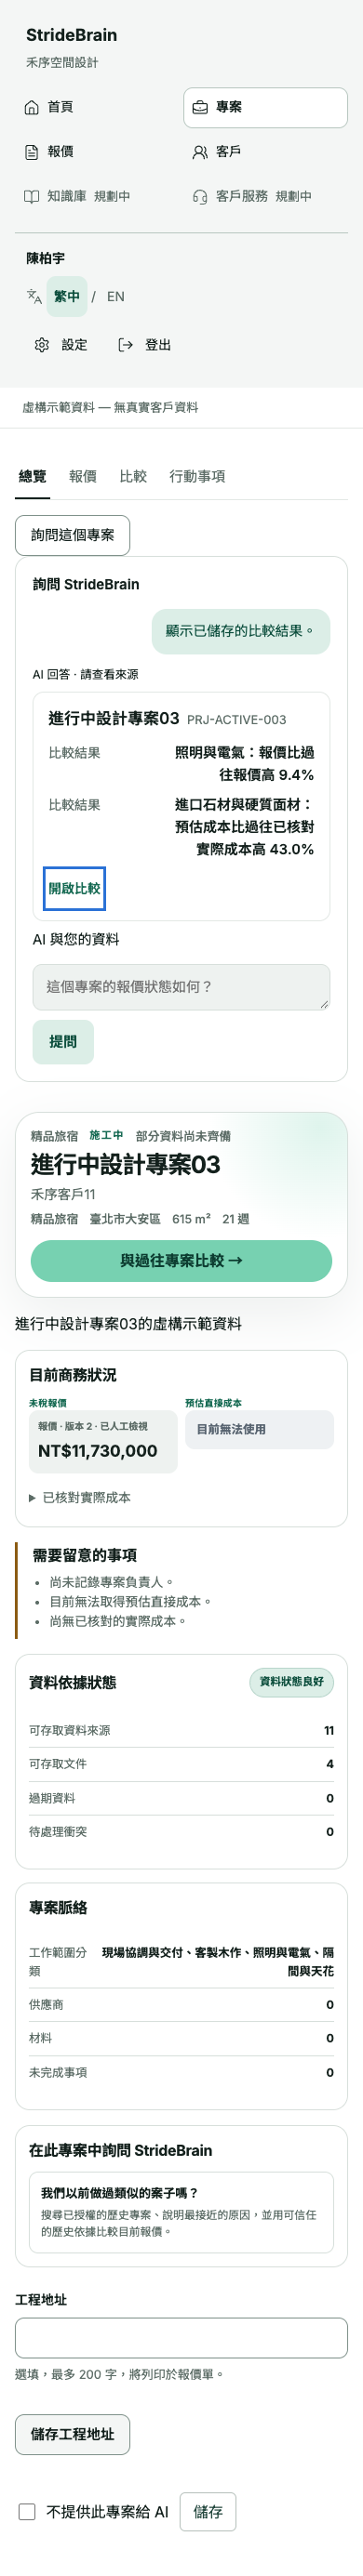 StrideBrain
禾序空間設計
首頁
專案
報價
客戶
知識庫 規劃中
客戶服務 規劃中
陳柏宇
繁中 / EN
設定
登出
虛構示範資料 — 無真實客戶資料
總覽 報價 比較 行動事項
詢問這個專案
詢問 StrideBrain
顯示已儲存的比較結果。
AI 回答 · 請查看來源
進行中設計專案03 PRJ-ACTIVE-003
比較結果
照明與電氣：報價比過
往報價高 9.4%
比較結果
進口石材與硬質面材：
預估成本比過往已核對
實際成本高 43.0%
開啟比較
AI 與您的資料
這個專案的報價狀態如何？
提問
精品旅宿 施工中 部分資料尚未齊備
進行中設計專案03
禾序客戶11
精品旅宿 臺北市大安區 615 m² 21 週
與過往專案比較 →
進行中設計專案03的虛構示範資料
目前商務狀況
未稅報價
報價 · 版本 2 · 已人工檢視
NT$11,730,000
預估直接成本
目前無法使用
▶ 已核對實際成本
需要留意的事項
• 尚未記錄專案負責人。
• 目前無法取得預估直接成本。
• 尚無已核對的實際成本。
資料依據狀態
資料狀態良好
可存取資料來源 11
可存取文件 4
過期資料 0
待處理衝突 0
專案脈絡
工作範圍分
類
現場協調與交付、客製木作、照明與電氣、隔
間與天花
供應商 0
材料 0
未完成事項 0
在此專案中詢問 StrideBrain
我們以前做過類似的案子嗎？
搜尋已授權的歷史專案、說明最接近的原因，並用可信任
的歷史依據比較目前報價。
工程地址
選填，最多 200 字，將列印於報價單。
儲存工程地址
不提供此專案給 AI
儲存